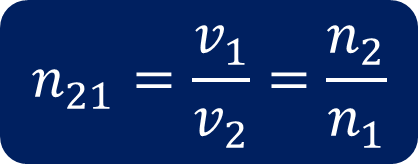 n₂₁ = v₁/v₂ = n₂/n₁